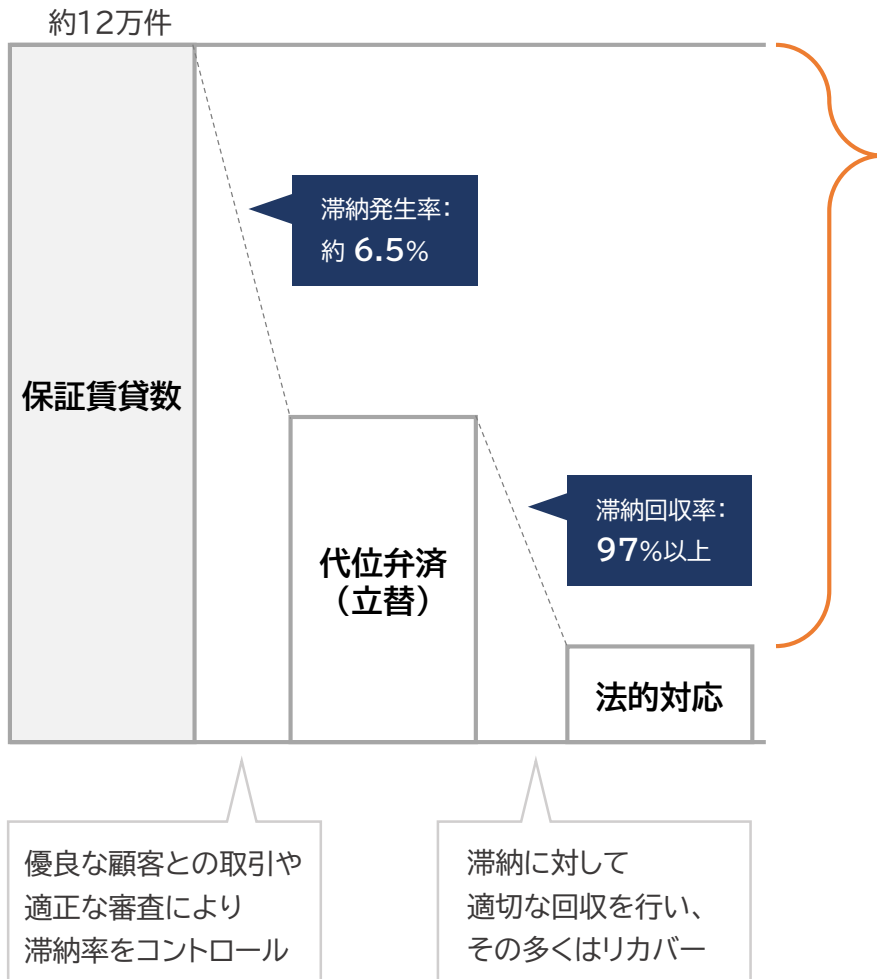 約12万件
滞納発生率：
約 6.5%
保証賃貸数
代位弁済
（立替）
滞納回収率：
97%以上
法的対応
優良な顧客との取引や
適正な審査により
滞納率をコントロール
滞納に対して
適切な回収を行い、
その多くはリカバー